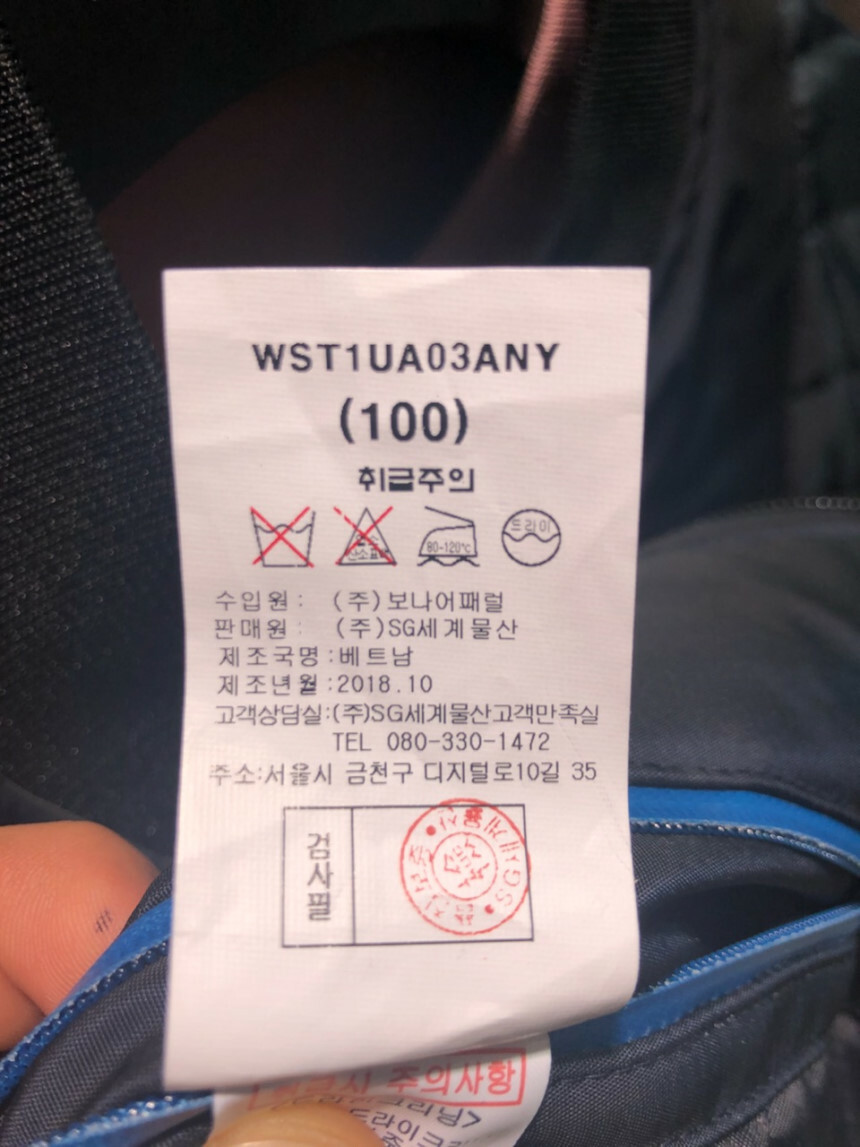 WST1UA03ANY
(100)
취급주의
80-120℃
드라이
수입원: (주)보나어패럴
판매원: (주)SG세계물산
제조국명:베트남
제조년월:2018.10
고객상담실:(주)SG세계물산고객만족실
TEL 080-330-1472
주소:서울시 금천구 디지털로10길 35
검사필
SG
주의사항